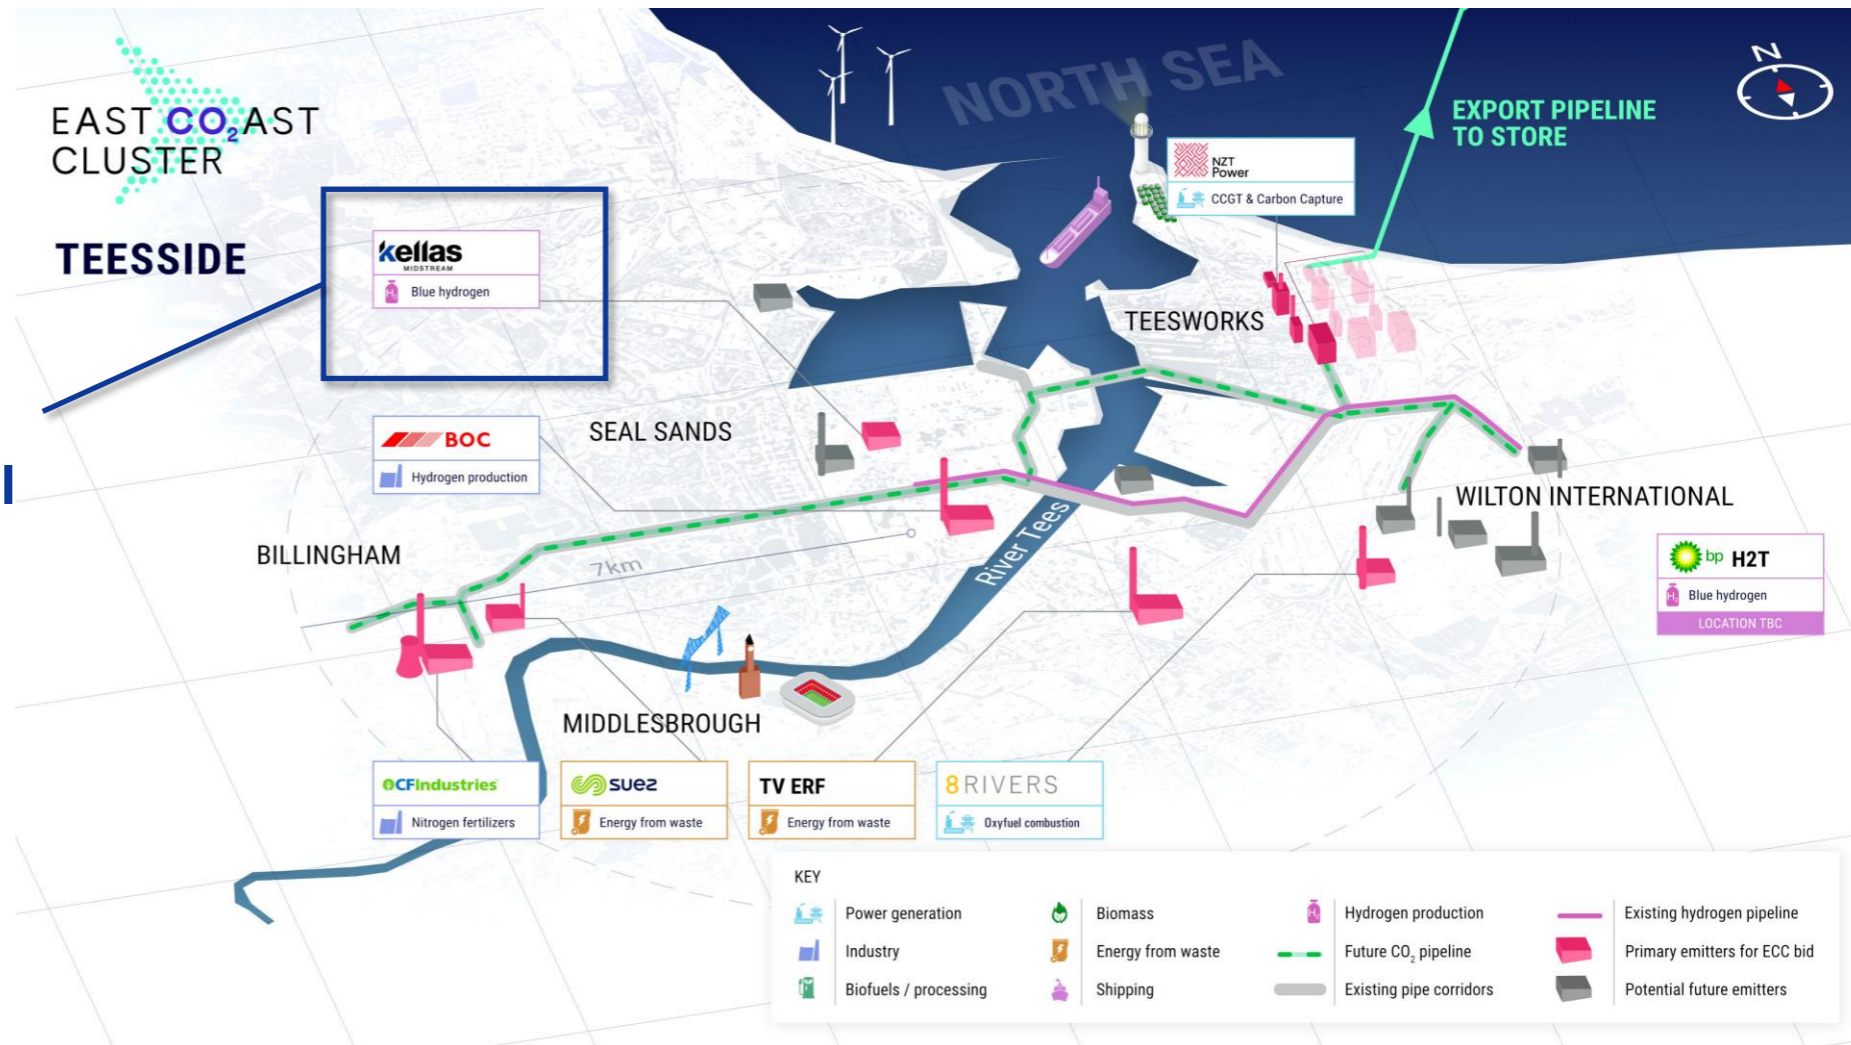 EAST CO₂AST
CLUSTER
TEESSIDE
NORTH SEA
N
EXPORT PIPELINE
TO STORE
NZT
Power
CCGT & Carbon Capture
kellas
MIDSTREAM
H₂
Blue hydrogen
TEESWORKS
BOC
Hydrogen production
SEAL SANDS
WILTON INTERNATIONAL
BILLINGHAM
7km
River Tees
bp H2T
H₂
Blue hydrogen
LOCATION TBC
MIDDLESBROUGH
CFIndustries
Nitrogen fertilizers
suez
Energy from waste
TV ERF
Energy from waste
8 RIVERS
Oxyfuel combustion
KEY
Power generation
Biomass
H₂
Hydrogen production
Existing hydrogen pipeline
Industry
Energy from waste
Future CO₂ pipeline
Primary emitters for ECC bid
Biofuels / processing
Shipping
Existing pipe corridors
Potential future emitters